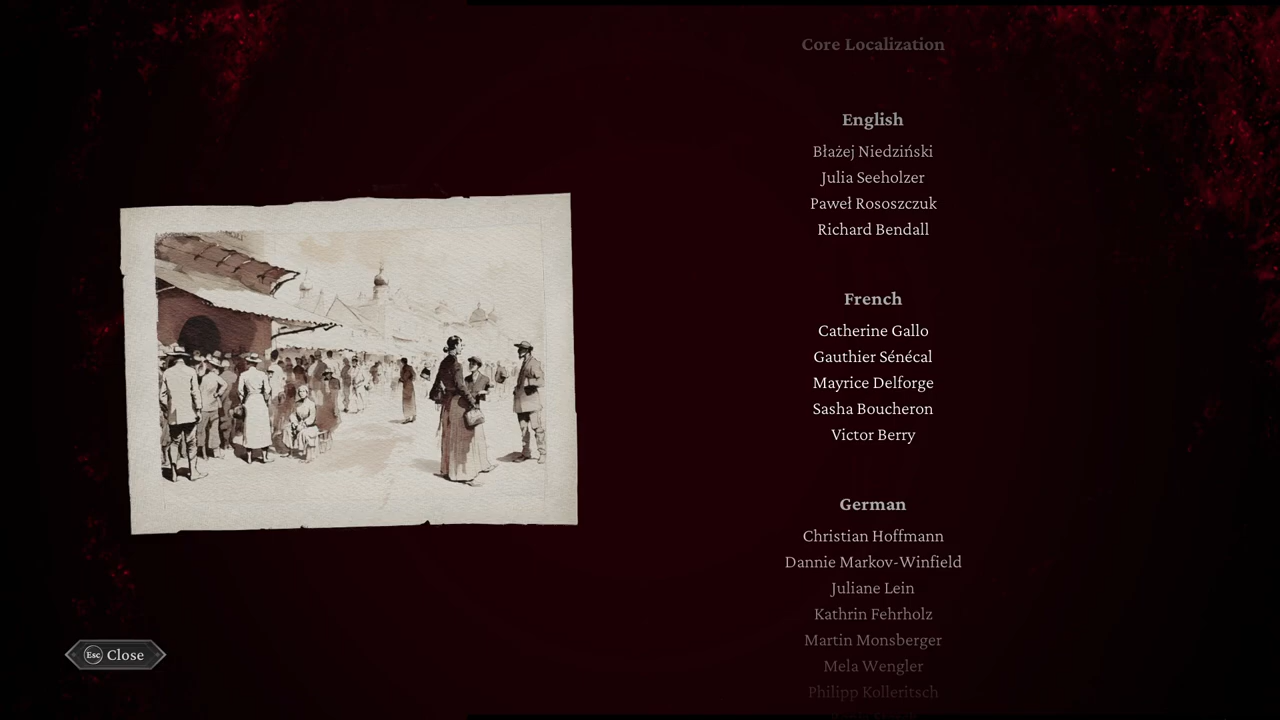 Core Localization
English
Błażej Niedziński
Julia Seeholzer
Paweł Rososzczuk
Richard Bendall
French
Catherine Gallo
Gauthier Sénécal
Mayrice Delforge
Sasha Boucheron
Victor Berry
German
Christian Hoffmann
Dannie Markov-Winfield
Juliane Lein
Kathrin Fehrholz
Martin Monsberger
Mela Wengler
Philipp Kolleritsch
Esc Close